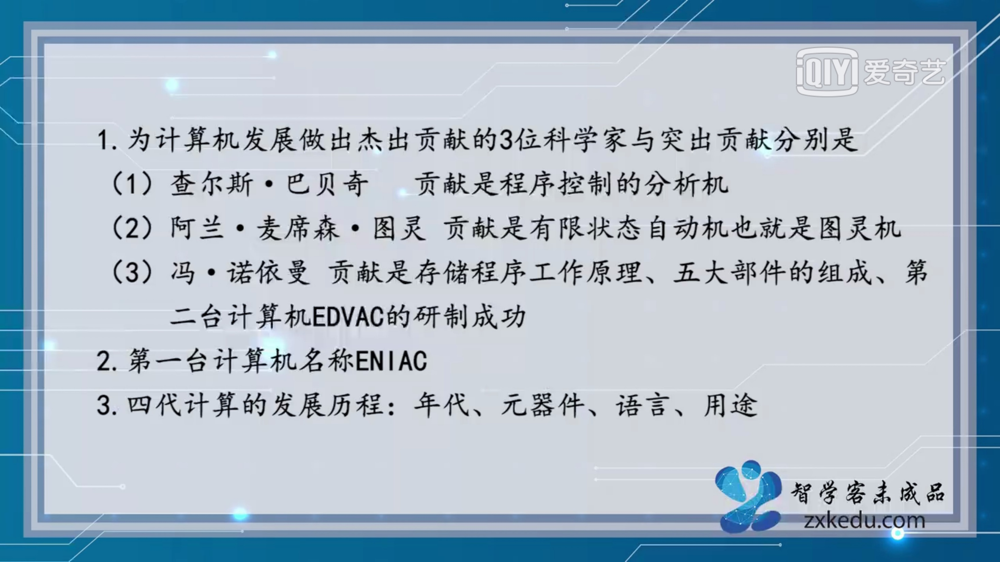 iQIYI 爱奇艺
1.为计算机发展做出杰出贡献的3位科学家与突出贡献分别是
（1）查尔斯·巴贝奇 贡献是程序控制的分析机
（2）阿兰·麦席森·图灵 贡献是有限状态自动机也就是图灵机
（3）冯·诺依曼 贡献是存储程序工作原理、五大部件的组成、第
二台计算机EDVAC的研制成功
2.第一台计算机名称ENIAC
3.四代计算的发展历程：年代、元器件、语言、用途
智学客未成品
zxkedu.com